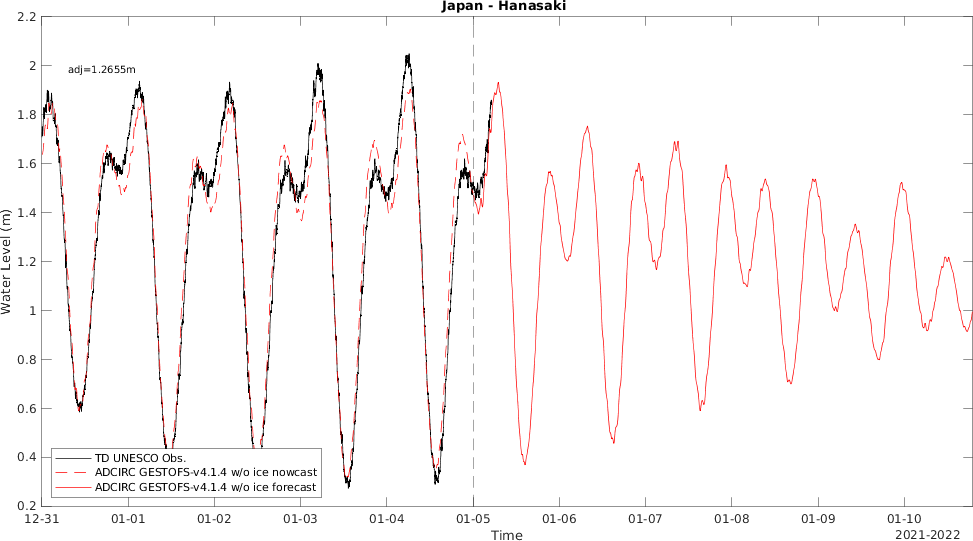 Japan - Hanasaki
adj=1.2655m
2.2
2
1.8
1.6
1.4
1.2
1
0.8
0.6
0.4
0.2
Water Level (m)
TD UNESCO Obs.
ADCIRC GESTOFS-v4.1.4 w/o ice nowcast
ADCIRC GESTOFS-v4.1.4 w/o ice forecast
12-31 01-01 01-02 01-03 01-04 01-05 01-06 01-07 01-08 01-09 01-10
Time
2021-2022